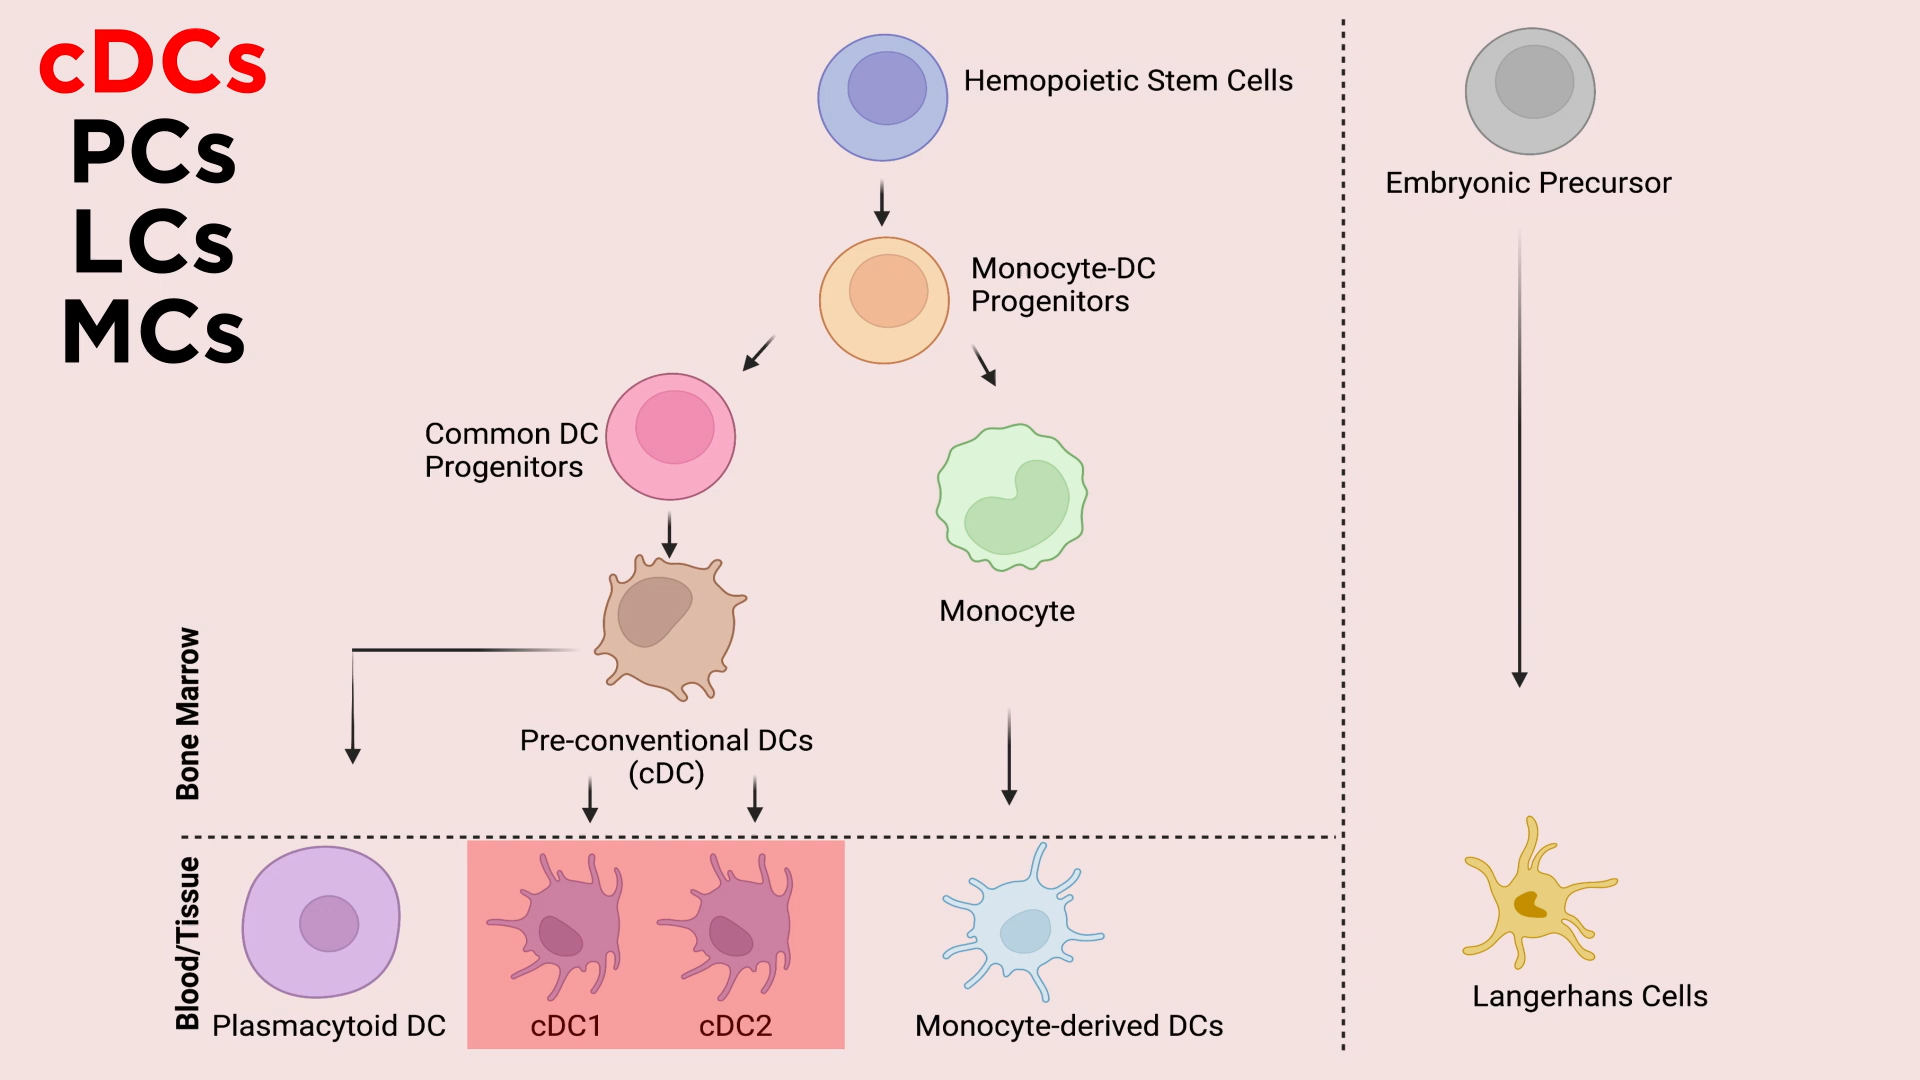 cDCs
PCs
LCs
MCs
Hemopoietic Stem Cells
Embryonic Precursor
Monocyte-DC
Progenitors
Common DC
Progenitors
Monocyte
Pre-conventional DCs
(cDC)
Bone Marrow
Blood/Tissue
Plasmacytoid DC
cDC1
cDC2
Monocyte-derived DCs
Langerhans Cells